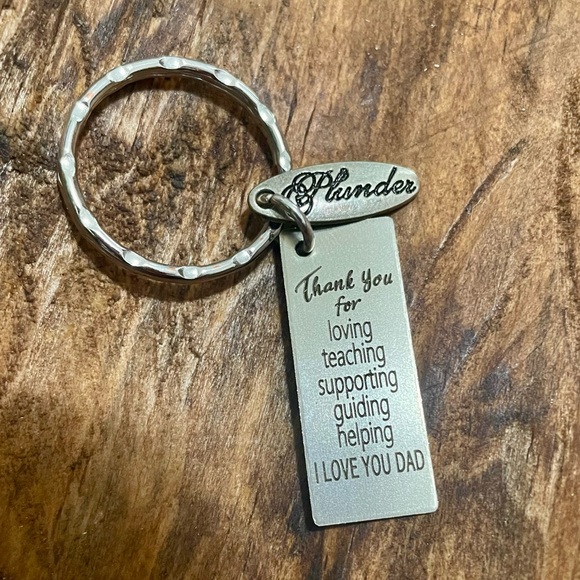 Plunder
Thank You
for
loving
teaching
supporting
guiding
helping
I LOVE YOU DAD